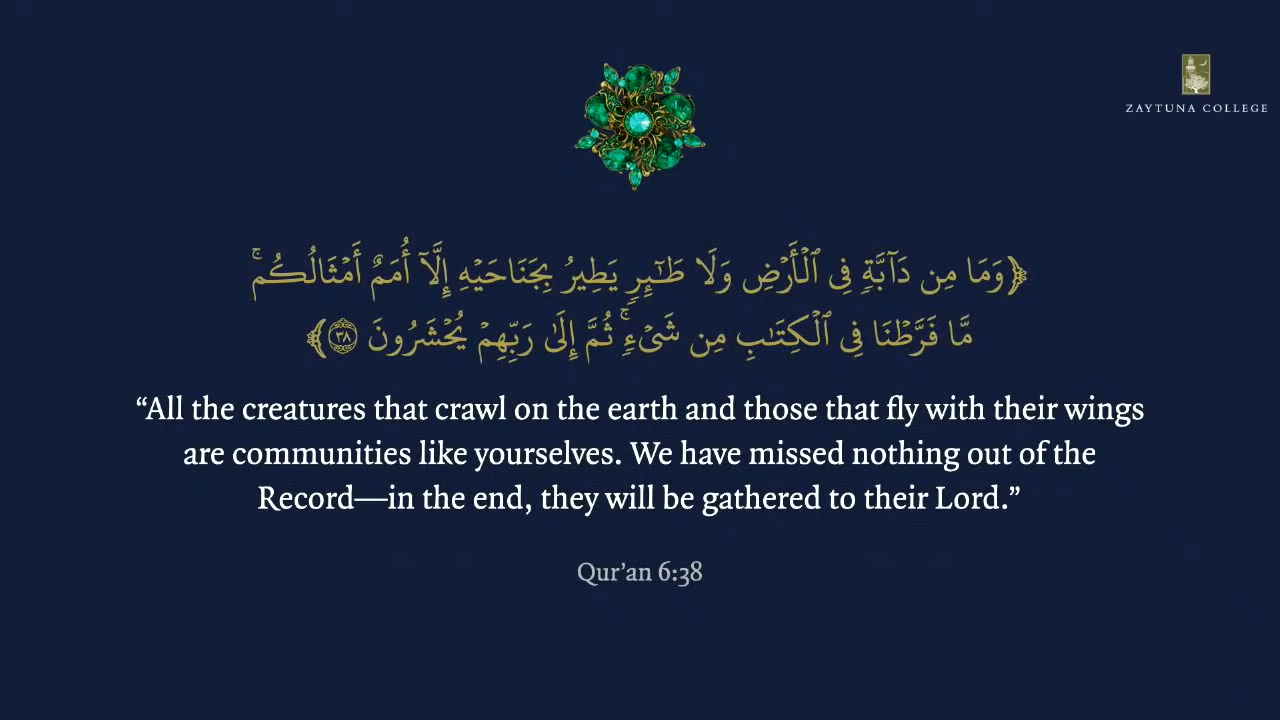 ZAYTUNA COLLEGE
﴿وَمَا مِن دَآبَّةٍ فِى ٱلْأَرْضِ وَلَا طَـٰٓئِرٍ يَطِيرُ بِجَنَاحَيْهِ إِلَّآ أُمَمٌ أَمْثَالُكُم ۚ
مَّا فَرَّطْنَا فِى ٱلْكِتَـٰبِ مِن شَىْءٍ ۚ ثُمَّ إِلَىٰ رَبِّهِمْ يُحْشَرُونَ ٣٨﴾
“All the creatures that crawl on the earth and those that fly with their wings
are communities like yourselves. We have missed nothing out of the
Record—in the end, they will be gathered to their Lord.”
Qur’an 6:38